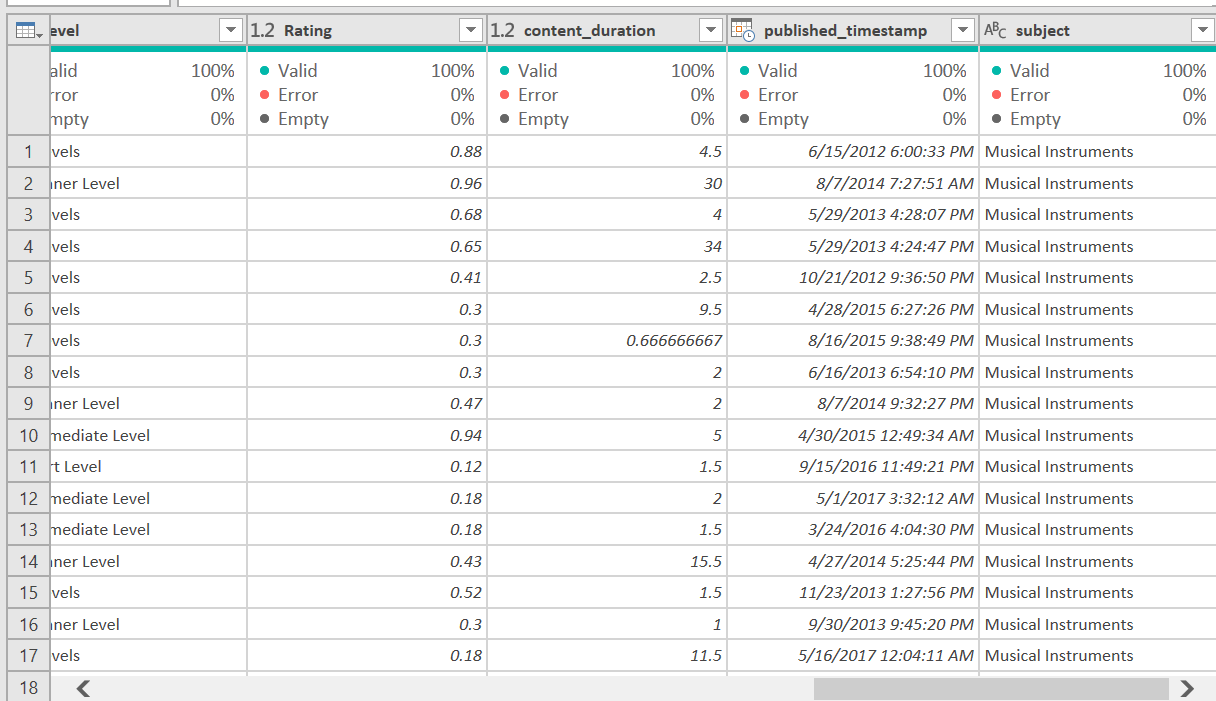 evel 1.2 Rating 1.2 content_duration published_timestamp ABC subject
alid 100% Valid 100% Valid 100% Valid 100% Valid 100%
rror 0% Error 0% Error 0% Error 0% Error 0%
mpty 0% Empty 0% Empty 0% Empty 0% Empty 0%
1 vels 0.88 4.5 6/15/2012 6:00:33 PM Musical Instruments
2 ner Level 0.96 30 8/7/2014 7:27:51 AM Musical Instruments
3 vels 0.68 4 5/29/2013 4:28:07 PM Musical Instruments
4 vels 0.65 34 5/29/2013 4:24:47 PM Musical Instruments
5 vels 0.41 2.5 10/21/2012 9:36:50 PM Musical Instruments
6 vels 0.3 9.5 4/28/2015 6:27:26 PM Musical Instruments
7 vels 0.3 0.666666667 8/16/2015 9:38:49 PM Musical Instruments
8 vels 0.3 2 6/16/2013 6:54:10 PM Musical Instruments
9 ner Level 0.47 2 8/7/2014 9:32:27 PM Musical Instruments
10 mediate Level 0.94 5 4/30/2015 12:49:34 AM Musical Instruments
11 rt Level 0.12 1.5 9/15/2016 11:49:21 PM Musical Instruments
12 mediate Level 0.18 2 5/1/2017 3:32:12 AM Musical Instruments
13 mediate Level 0.18 1.5 3/24/2016 4:04:30 PM Musical Instruments
14 ner Level 0.43 15.5 4/27/2014 5:25:44 PM Musical Instruments
15 vels 0.52 1.5 11/23/2013 1:27:56 PM Musical Instruments
16 ner Level 0.3 1 9/30/2013 9:45:20 PM Musical Instruments
17 vels 0.18 11.5 5/16/2017 12:04:11 AM Musical Instruments
18